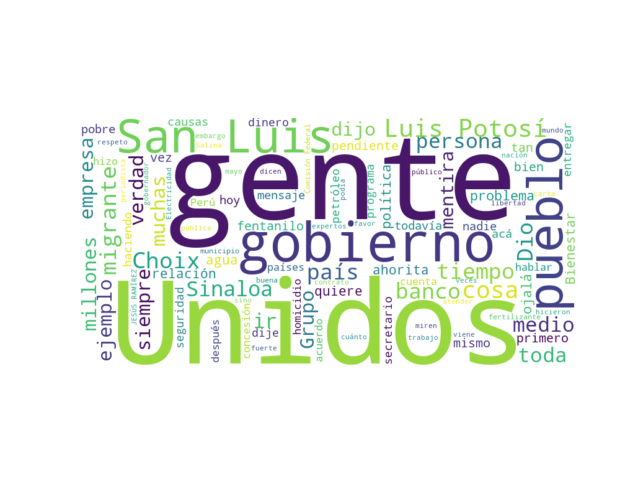 pobre
causas
embargo
dinero
San Luis
dijo
Luis Potosí
mundo
respeto
hizo
Salina
pendiente
persona
tan
nación
entregar
empresa
verdad
vez
gente
mentira
bien
muchas
Perú
hoy
mensaje
mayo
dicen
Comisión Federal
petróleo
programa
política
público
problema
libertad
migrante
haciendo
periodista
gobernador
Electricidad
público
fentanilo
expertos
podía
favor
todavía
nadie
acá
pueblo
Dio
ojalá
hablar
Bienestar
municipio
gobierno
Choix
agua
países
país
ahorita
tiempo
relación
Sinaloa
buena
contrato
quiere
cuenta
veces
banco
cosa
millones
ejemplo
siempre
JESÚS RAMÍREZ
seguridad
después
concesión
sino
ir
dije
fuerte
homicidio
Grupo
acuerdo
cuánto
secretario
miren
trabajo
viene
mismo
fertilizante
hicieron
medio
primero
toda
Unidos